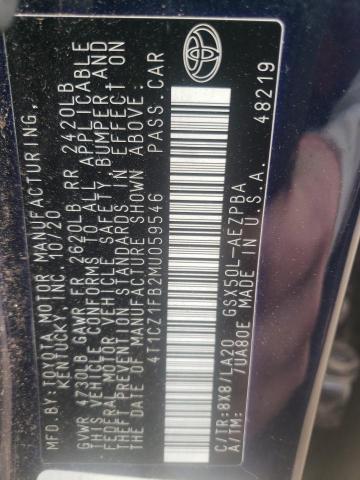 MFD.BY:TOYOTA MOTOR MANUFACTURING,
KENTUCKY, INC. 10/20
GVWR 4730LB GAWR FR 2620LB RR 2420LB
THIS VEHICLE CONFORMS TO ALL APPLICABLE
FEDERAL MOTOR VEHICLE SAFETY, BUMPER, AND
THEFT PREVENTION STANDARDS IN EFFECT ON
THE DATE OF MANUFACTURE SHOWN ABOVE.
4T1CZ1FB2MU059546 PASS. CAR
C/TR:8X8/LA20 GSX50L-AEZPBA
A/TM: /UA80E MADE IN U.S.A.
48219